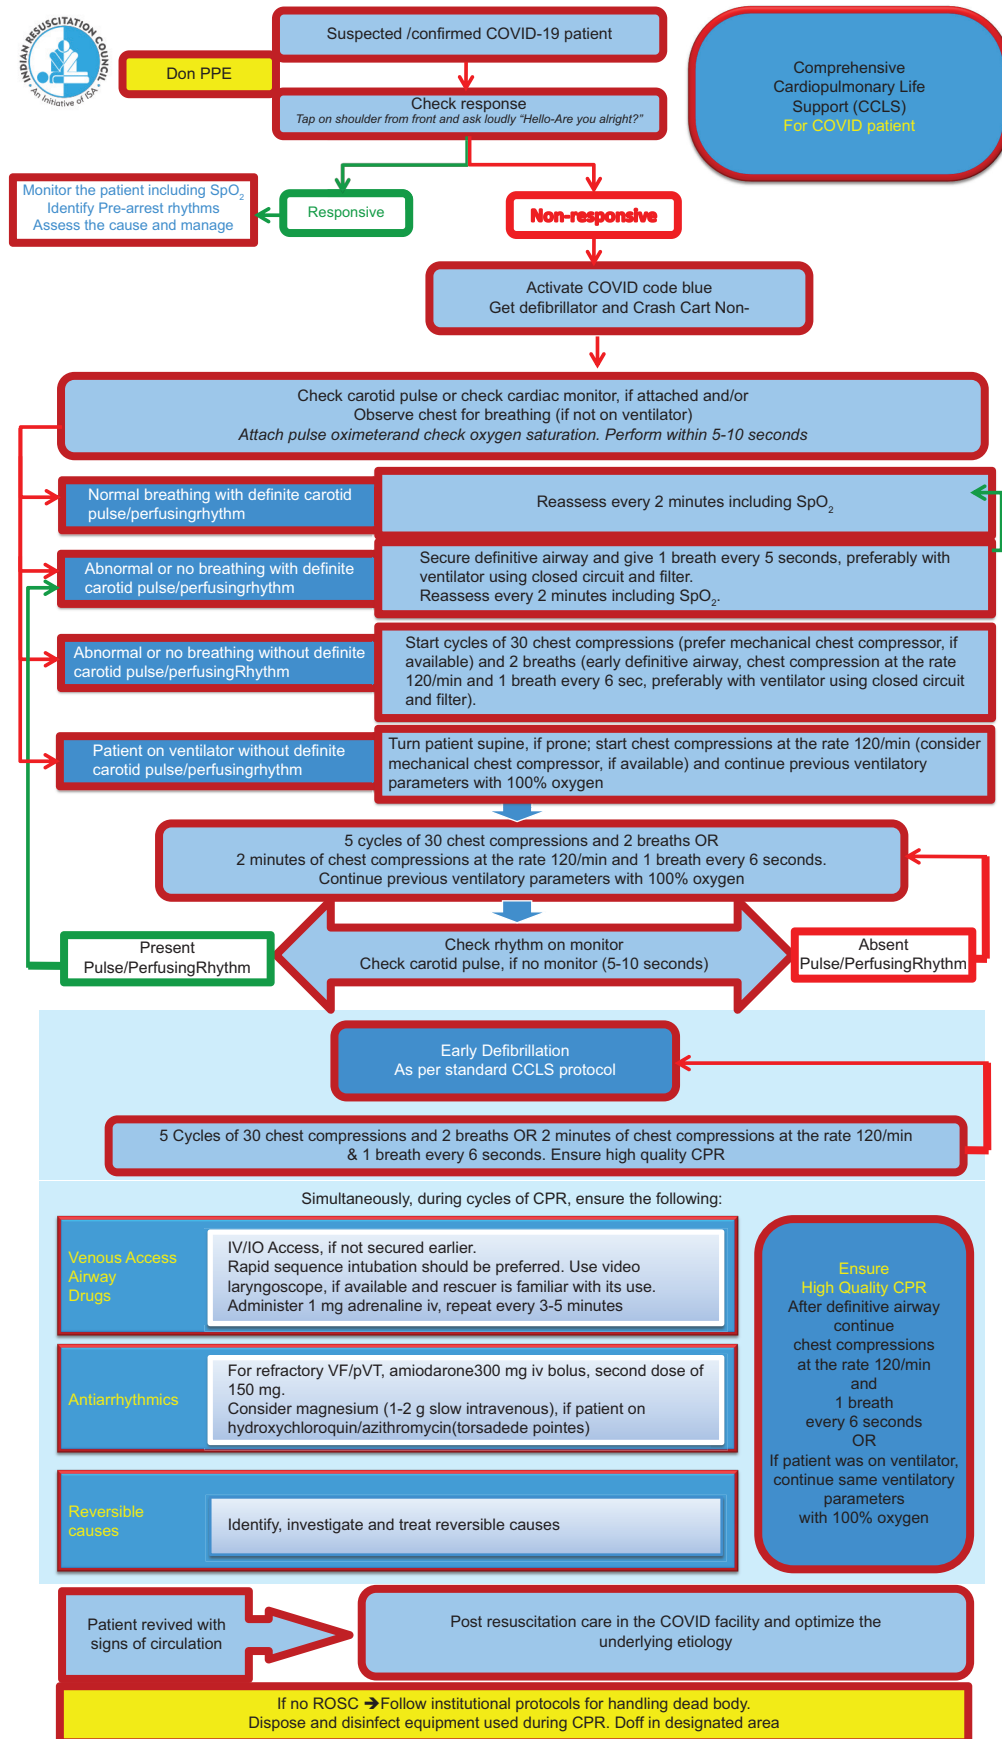 INDIAN RESUSCITATION COUNCIL
An Initiative of ISA
Suspected /confirmed COVID-19 patient
Don PPE
Check response
Tap on shoulder from front and ask loudly “Hello-Are you alright?”
Comprehensive
Cardiopulmonary Life
Support (CCLS)
For COVID patient
Monitor the patient including SpO2
Identify Pre-arrest rhythms
Assess the cause and manage
Responsive
Non-responsive
Activate COVID code blue
Get defibrillator and Crash Cart Non-
Check carotid pulse or check cardiac monitor, if attached and/or
Observe chest for breathing (if not on ventilator)
Attach pulse oximeterand check oxygen saturation. Perform within 5-10 seconds
Normal breathing with definite carotid
pulse/perfusingrhythm
Reassess every 2 minutes including SpO2
Abnormal or no breathing with definite
carotid pulse/perfusingrhythm
Secure definitive airway and give 1 breath every 5 seconds, preferably with
ventilator using closed circuit and filter.
Reassess every 2 minutes including SpO2.
Abnormal or no breathing without definite
carotid pulse/perfusingRhythm
Start cycles of 30 chest compressions (prefer mechanical chest compressor, if
available) and 2 breaths (early definitive airway, chest compression at the rate
120/min and 1 breath every 6 sec, preferably with ventilator using closed circuit
and filter).
Patient on ventilator without definite
carotid pulse/perfusingrhythm
Turn patient supine, if prone; start chest compressions at the rate 120/min (consider
mechanical chest compressor, if available) and continue previous ventilatory
parameters with 100% oxygen
5 cycles of 30 chest compressions and 2 breaths OR
2 minutes of chest compressions at the rate 120/min and 1 breath every 6 seconds.
Continue previous ventilatory parameters with 100% oxygen
Present
Pulse/PerfusingRhythm
Check rhythm on monitor
Check carotid pulse, if no monitor (5-10 seconds)
Absent
Pulse/PerfusingRhythm
Early Defibrillation
As per standard CCLS protocol
5 Cycles of 30 chest compressions and 2 breaths OR 2 minutes of chest compressions at the rate 120/min
& 1 breath every 6 seconds. Ensure high quality CPR
Simultaneously, during cycles of CPR, ensure the following:
Venous Access
Airway
Drugs
IV/IO Access, if not secured earlier.
Rapid sequence intubation should be preferred. Use video
laryngoscope, if available and rescuer is familiar with its use.
Administer 1 mg adrenaline iv, repeat every 3-5 minutes
Antiarrhythmics
For refractory VF/pVT, amiodarone300 mg iv bolus, second dose of
150 mg.
Consider magnesium (1-2 g slow intravenous), if patient on
hydroxychloroquin/azithromycin(torsadede pointes)
Reversible
causes
Identify, investigate and treat reversible causes
Ensure
High Quality CPR
After definitive airway
continue
chest compressions
at the rate 120/min
and
1 breath
every 6 seconds
OR
If patient was on ventilator,
continue same ventilatory
parameters
with 100% oxygen
Patient revived with
signs of circulation
Post resuscitation care in the COVID facility and optimize the
underlying etiology
If no ROSC ➔Follow institutional protocols for handling dead body.
Dispose and disinfect equipment used during CPR. Doff in designated area